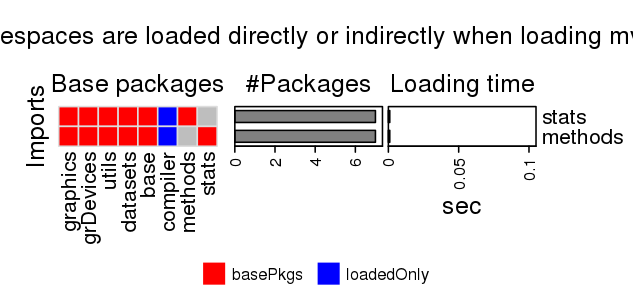 espaces are loaded directly or indirectly when loading my
Base packages #Packages Loading time
Imports
stats
methods
0 2 4 6 0 0.05 0.1
graphics grDevices utils datasets base compiler methods stats
sec
basePkgs loadedOnly